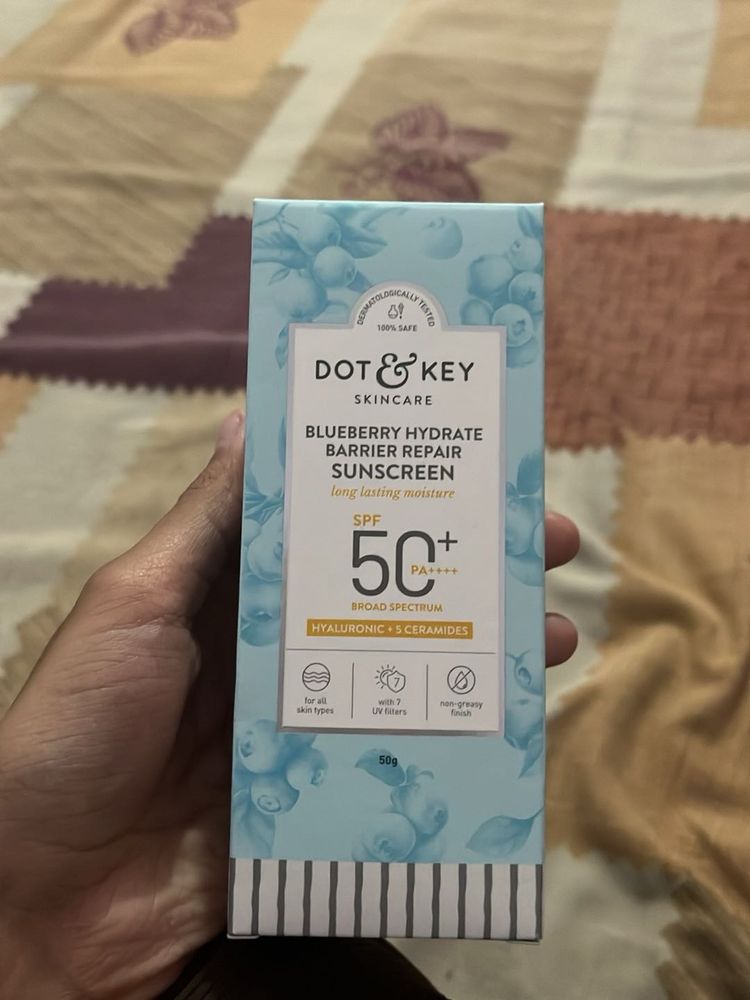 DERMATOLOGICALLY TESTED
100% SAFE
DOT & KEY
SKINCARE
BLUEBERRY HYDRATE
BARRIER REPAIR
SUNSCREEN
long lasting moisture
SPF
50+
PA++++
BROAD SPECTRUM
HYALURONIC + 5 CERAMIDES
for all
skin types
7
with 7
UV filters
non-greasy
finish
50g